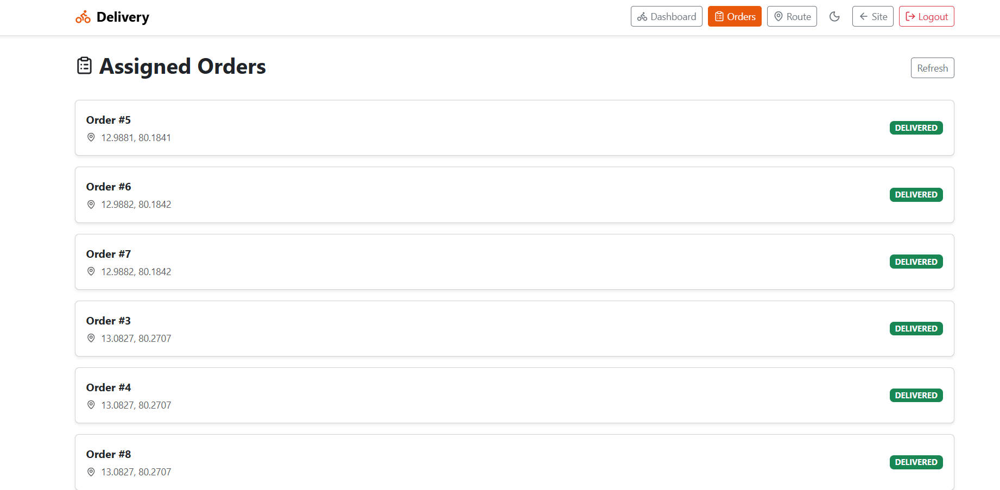 Delivery
Dashboard
Orders
Route
Site
Logout
Assigned Orders
Refresh
Order #5
12.9881, 80.1841
DELIVERED
Order #6
12.9882, 80.1842
DELIVERED
Order #7
12.9882, 80.1842
DELIVERED
Order #3
13.0827, 80.2707
DELIVERED
Order #4
13.0827, 80.2707
DELIVERED
Order #8
13.0827, 80.2707
DELIVERED